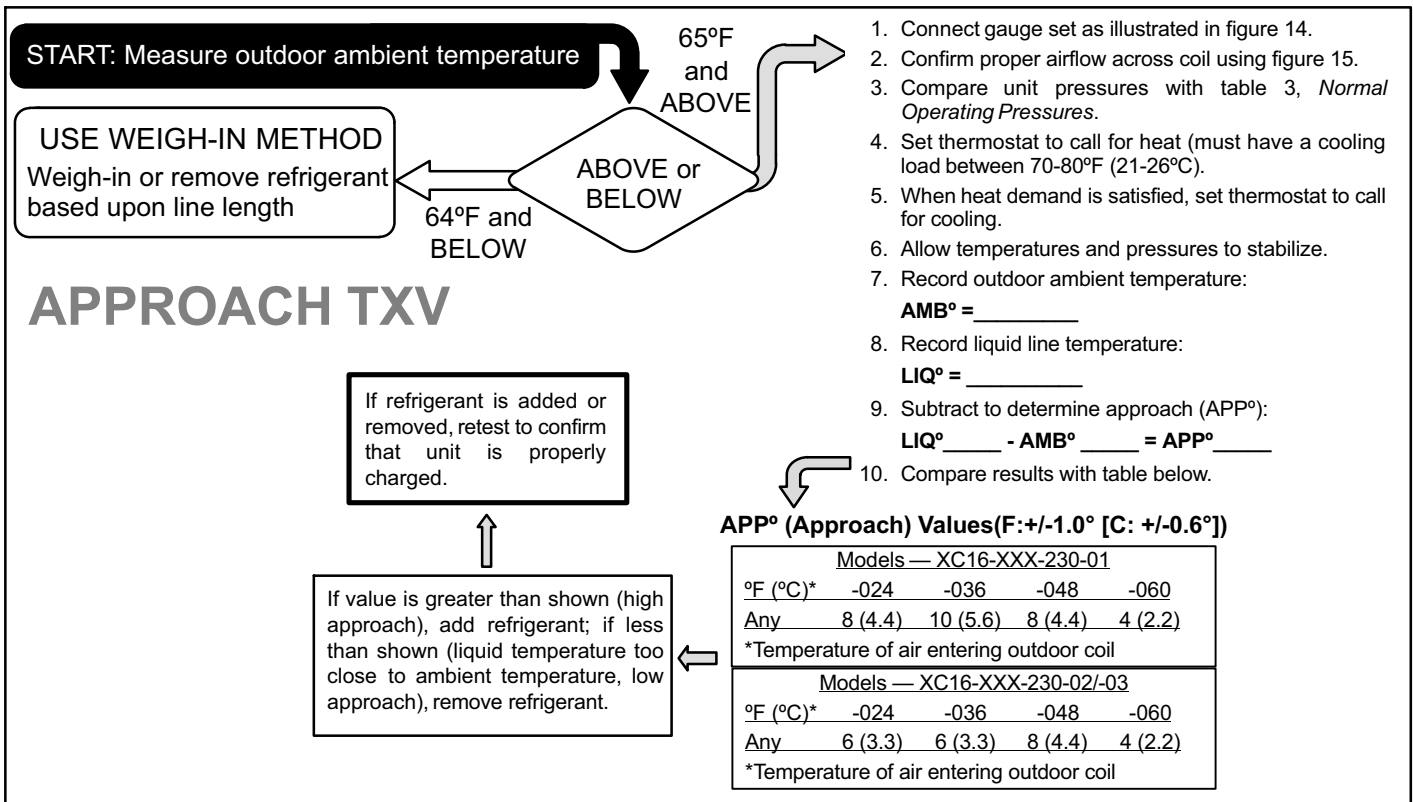 START: Measure outdoor ambient temperature
65ºF
and
ABOVE
ABOVE or
BELOW
64ºF and
BELOW
USE WEIGH-IN METHOD
Weigh-in or remove refrigerant
based upon line length
APPROACH TXV
1. Connect gauge set as illustrated in figure 14.
2. Confirm proper airflow across coil using figure 15.
3. Compare unit pressures with table 3, Normal
Operating Pressures.
4. Set thermostat to call for heat (must have a cooling
load between 70-80ºF (21-26ºC).
5. When heat demand is satisfied, set thermostat to call
for cooling.
6. Allow temperatures and pressures to stabilize.
7. Record outdoor ambient temperature:
AMBº =_________
8. Record liquid line temperature:
LIQº = __________
9. Subtract to determine approach (APPº):
LIQº_____ - AMBº _____ = APPº_____
10. Compare results with table below.
APPº (Approach) Values(F:+/-1.0° [C: +/-0.6°])
Models — XC16-XXX-230-01
ºF (ºC)* -024 -036 -048 -060
Any 8 (4.4) 10 (5.6) 8 (4.4) 4 (2.2)
*Temperature of air entering outdoor coil
Models — XC16-XXX-230-02/-03
ºF (ºC)* -024 -036 -048 -060
Any 6 (3.3) 6 (3.3) 8 (4.4) 4 (2.2)
*Temperature of air entering outdoor coil
If value is greater than shown (high
approach), add refrigerant; if less
than shown (liquid temperature too
close to ambient temperature, low
approach), remove refrigerant.
If refrigerant is added or
removed, retest to confirm
that unit is properly
charged.